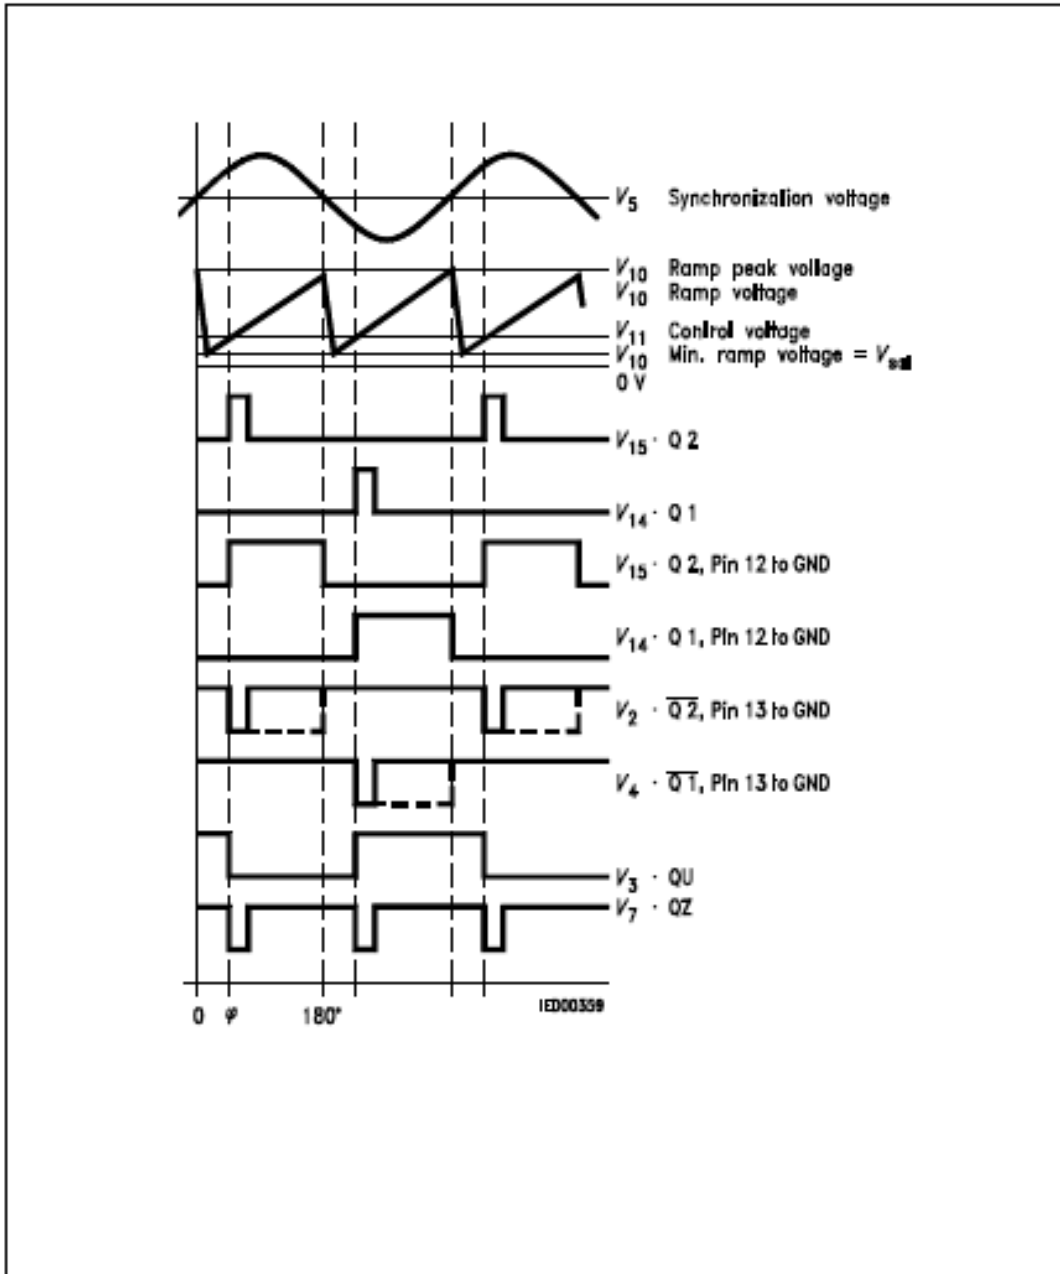 V5 Synchronization voltage
V10 Ramp peak voltage
V10 Ramp voltage
V11 Control voltage
V10 Min. ramp voltage = Vsat
0 V
V15 · Q 2
V14 · Q 1
V15 · Q 2, Pin 12 to GND
V14 · Q 1, Pin 12 to GND
V2 · Q̅ ̅2̅, Pin 13 to GND
V4 · Q̅ ̅1̅, Pin 13 to GND
V3 · QU
V7 · QZ
IED00359
0 φ 180°